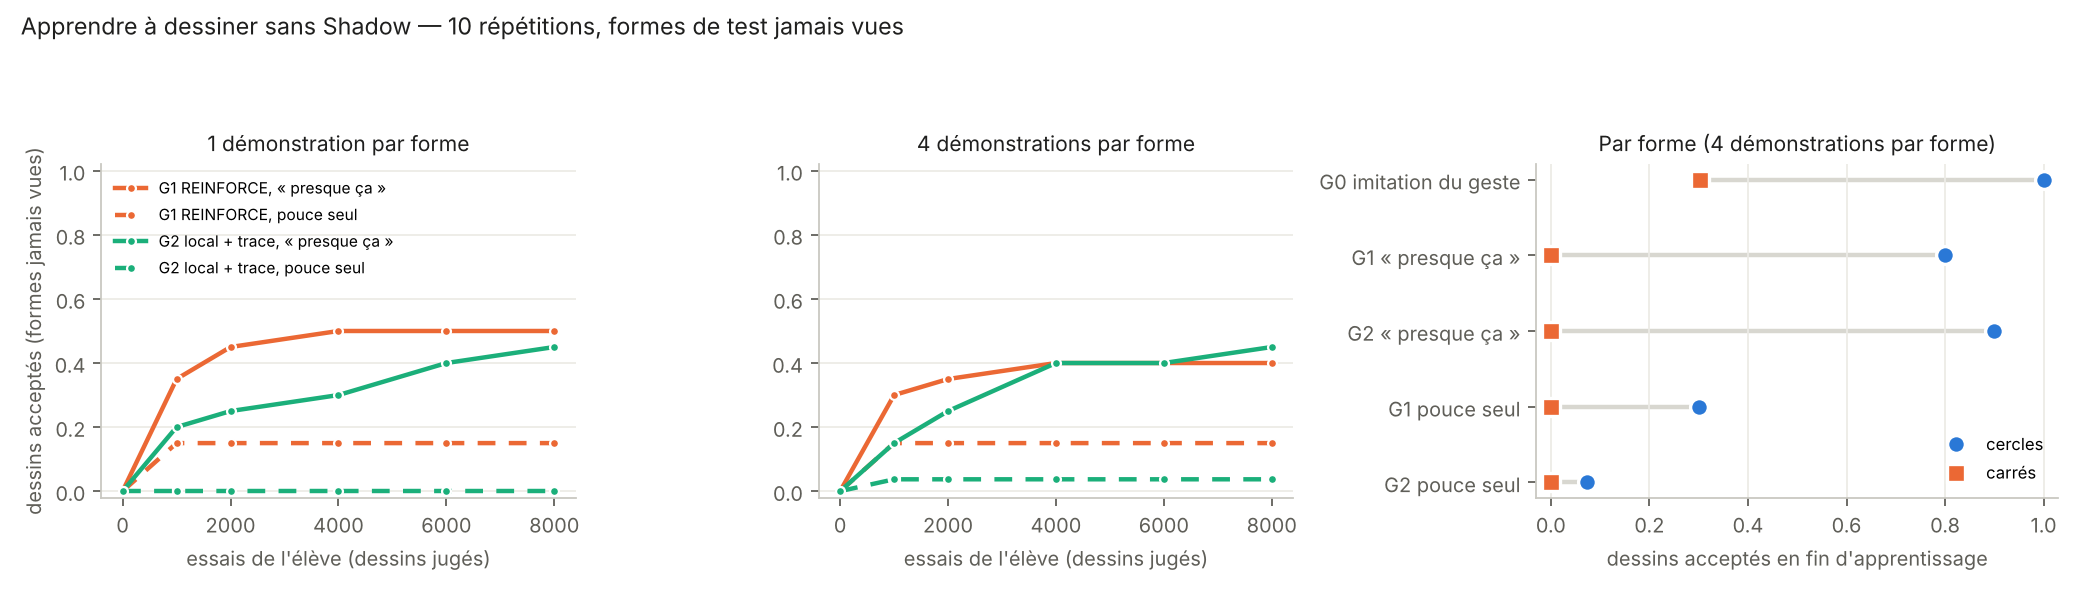 Apprendre à dessiner sans Shadow — 10 répétitions, formes de test jamais vues
1 démonstration par forme
dessins acceptés (formes jamais vues)
1.0
0.8
0.6
0.4
0.2
0.0
G1 REINFORCE, « presque ça »
G1 REINFORCE, pouce seul
G2 local + trace, « presque ça »
G2 local + trace, pouce seul
0 2000 4000 6000 8000
essais de l'élève (dessins jugés)
4 démonstrations par forme
1.0
0.8
0.6
0.4
0.2
0.0
0 2000 4000 6000 8000
essais de l'élève (dessins jugés)
Par forme (4 démonstrations par forme)
G0 imitation du geste
G1 « presque ça »
G2 « presque ça »
G1 pouce seul
G2 pouce seul
cercles
carrés
0.0 0.2 0.4 0.6 0.8 1.0
dessins acceptés en fin d'apprentissage